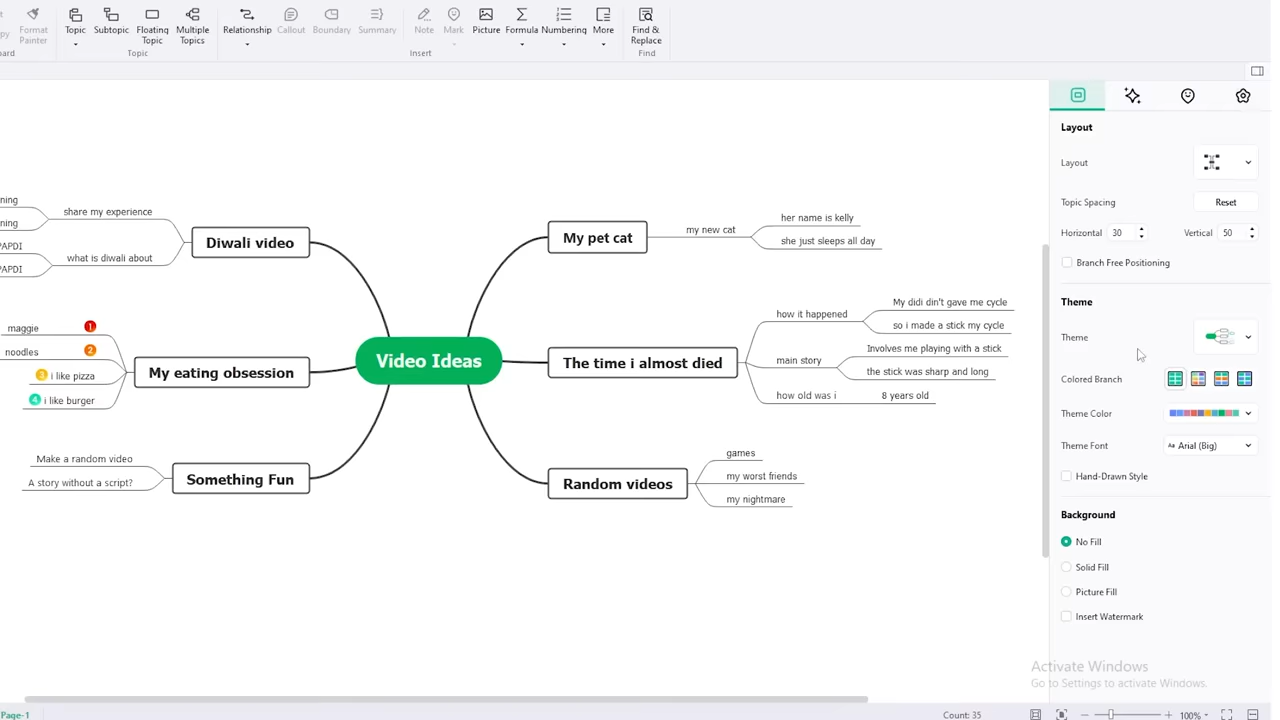 Format
Painter
Topic
Subtopic
Floating
Topic
Multiple
Topics
Topic
Relationship
Callout
Boundary
Summary
Note
Mark
Picture
Formula
Numbering
More
Insert
Find &
Replace
Find
Diwali video
share my experience
what is diwali about
PAPDI
PAPDI
My eating obsession
maggie
1
noodles
2
3 i like pizza
4 i like burger
Something Fun
Make a random video
A story without a script?
Video Ideas
My pet cat
my new cat
her name is kelly
she just sleeps all day
The time i almost died
how it happened
My didi din't gave me cycle
so i made a stick my cycle
main story
Involves me playing with a stick
the stick was sharp and long
how old was i
8 years old
Random videos
games
my worst friends
my nightmare
Layout
Layout
Topic Spacing
Reset
Horizontal 30
Vertical 50
Branch Free Positioning
Theme
Theme
Colored Branch
Theme Color
Theme Font
Aa Arial (Big)
Hand-Drawn Style
Background
No Fill
Solid Fill
Picture Fill
Insert Watermark
Activate Windows
Go to Settings to activate Windows.
Page-1
Count: 35
100%